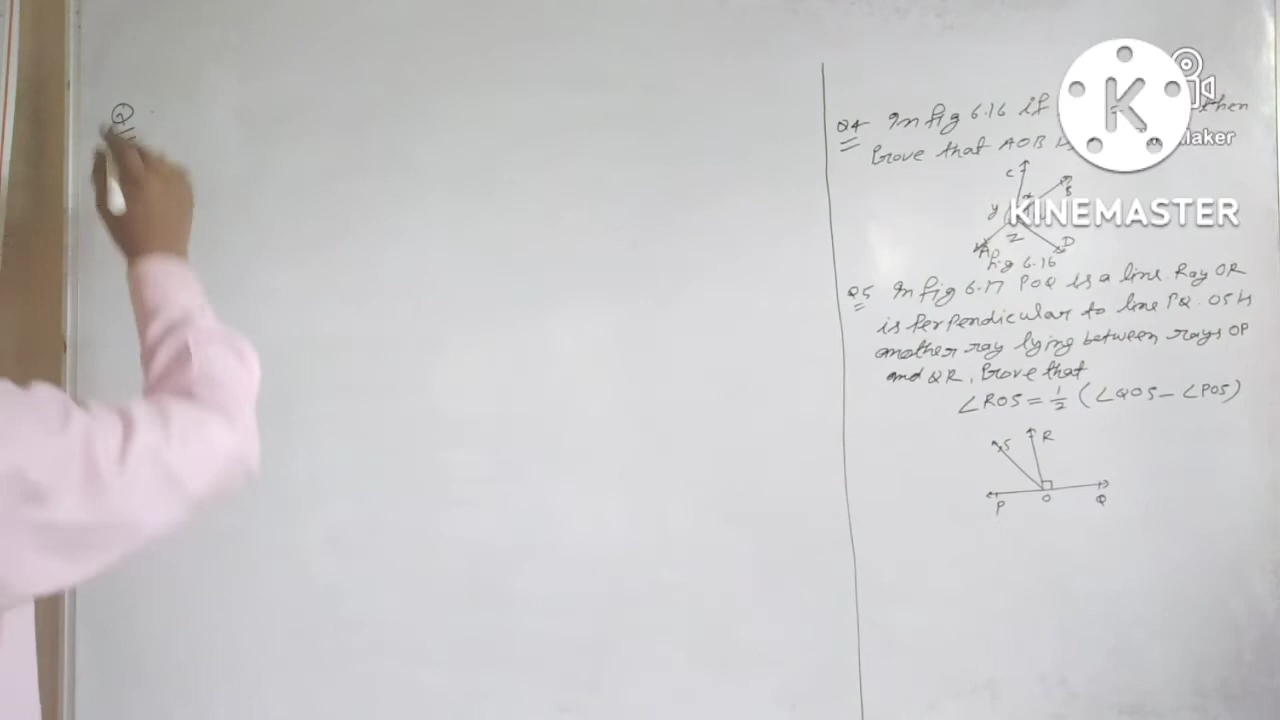 Q
Q4 In fig 6.16 if then
Prove that AOB
C
B
x
y
Z
A
D
fig 6.16
Q5 In fig 6.17 POQ is a line. Ray OR
is perpendicular to line PQ. OS is
another ray lying between rays OP
and QR. Prove that
∠ROS = 1/2 (∠QOS - ∠POS)
S
R
P
O
Q
K
Maker
KINEMASTER